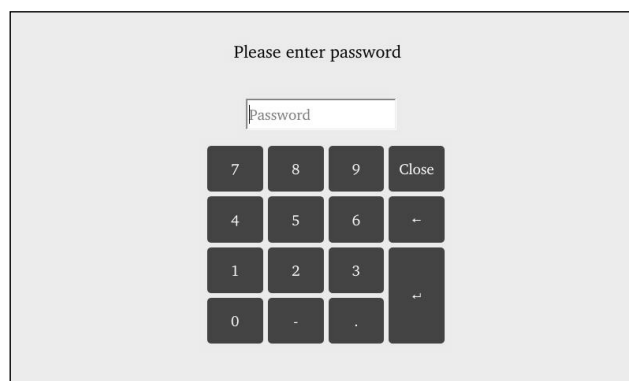 Please enter password
Password
7 8 9 Close
4 5 6 ←
1 2 3
↵
0 - .